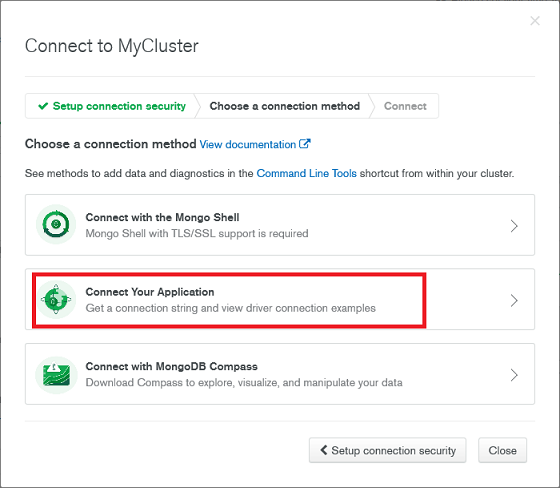 Connect to MyCluster
Setup connection security
Choose a connection method
Connect
Choose a connection method View documentation
See methods to add data and diagnostics in the Command Line Tools shortcut from within your cluster.
Connect with the Mongo Shell
Mongo Shell with TLS/SSL support is required
Connect Your Application
Get a connection string and view driver connection examples
Connect with MongoDB Compass
Download Compass to explore, visualize, and manipulate your data
Setup connection security
Close